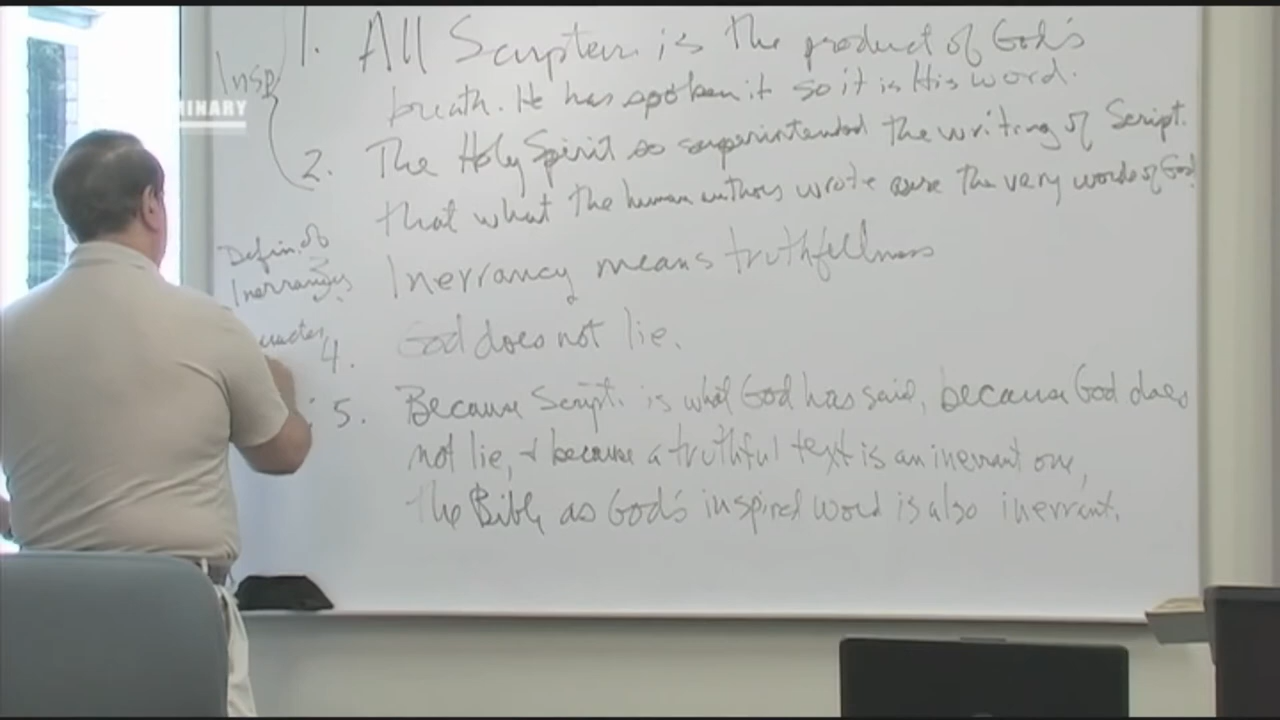 1. All Scripture is the product of God's
Insp
breath. He has spoken it so it is His word.
MINARY
2. The Holy Spirit so superintended the writing of Script.
that what the human authors wrote were the very words of God.
Defin. of
Inerrancy
3. Inerrancy means truthfullness
4. God does not lie.
5. Because Script. is what God has said, because God does
not lie, + because a truthful text is an inerrant one,
the Bible as God's inspired word is also inerrant.